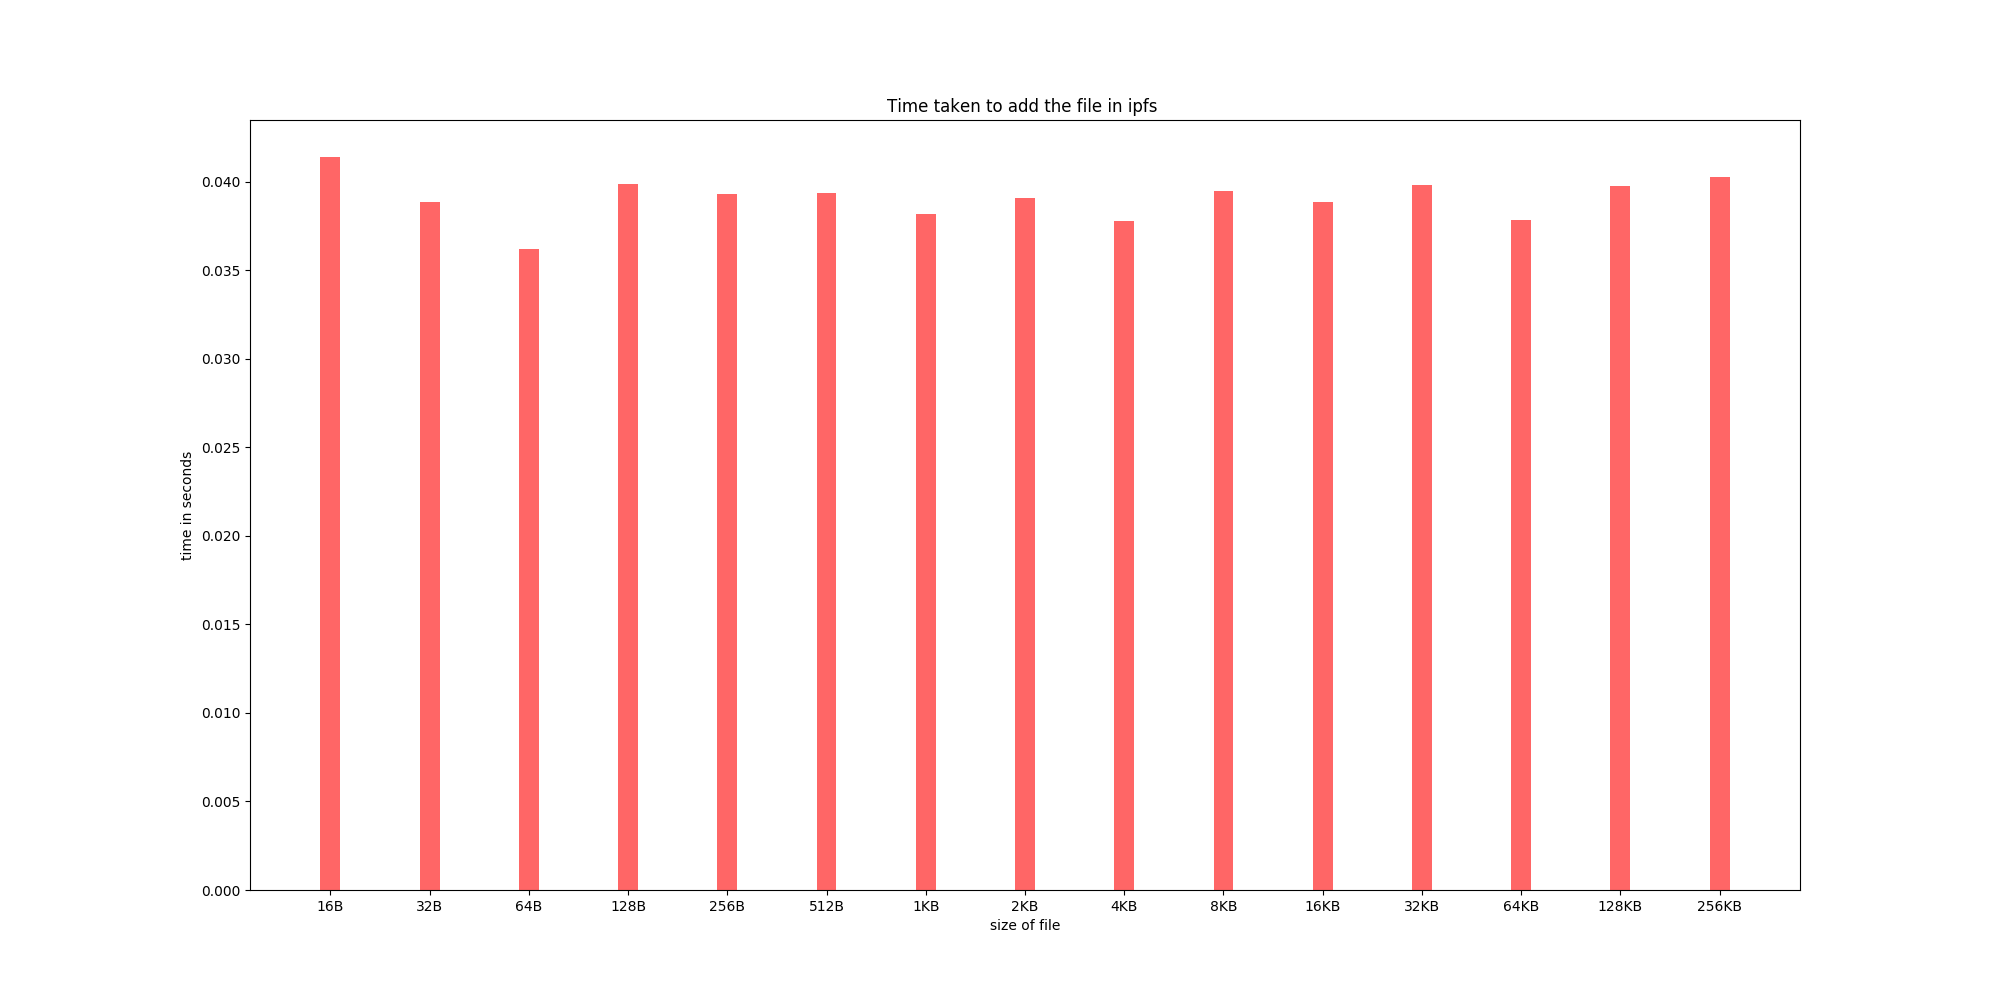 Time taken to add the file in ipfs
0.040
0.035
0.030
0.025
0.020
0.015
0.010
0.005
0.000
time in seconds
16B 32B 64B 128B 256B 512B 1KB 2KB 4KB 8KB 16KB 32KB 64KB 128KB 256KB
size of file